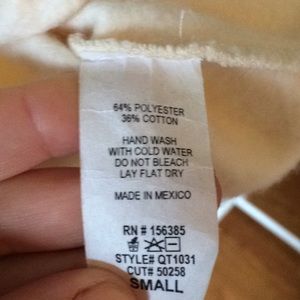 64% POLYESTER
36% COTTON
HAND WASH
WITH COLD WATER
DO NOT BLEACH
LAY FLAT DRY
MADE IN MEXICO
RN # 156385
STYLE# QT1031
CUT# 50258
SMALL